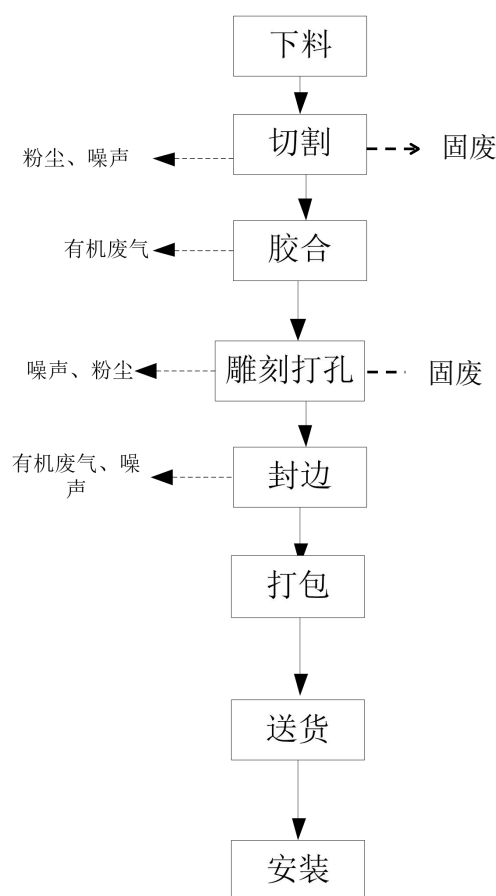 下料
粉尘、噪声
切割
固废
有机废气
胶合
噪声、粉尘
雕刻打孔
固废
有机废气、噪
声
封边
打包
送货
安装